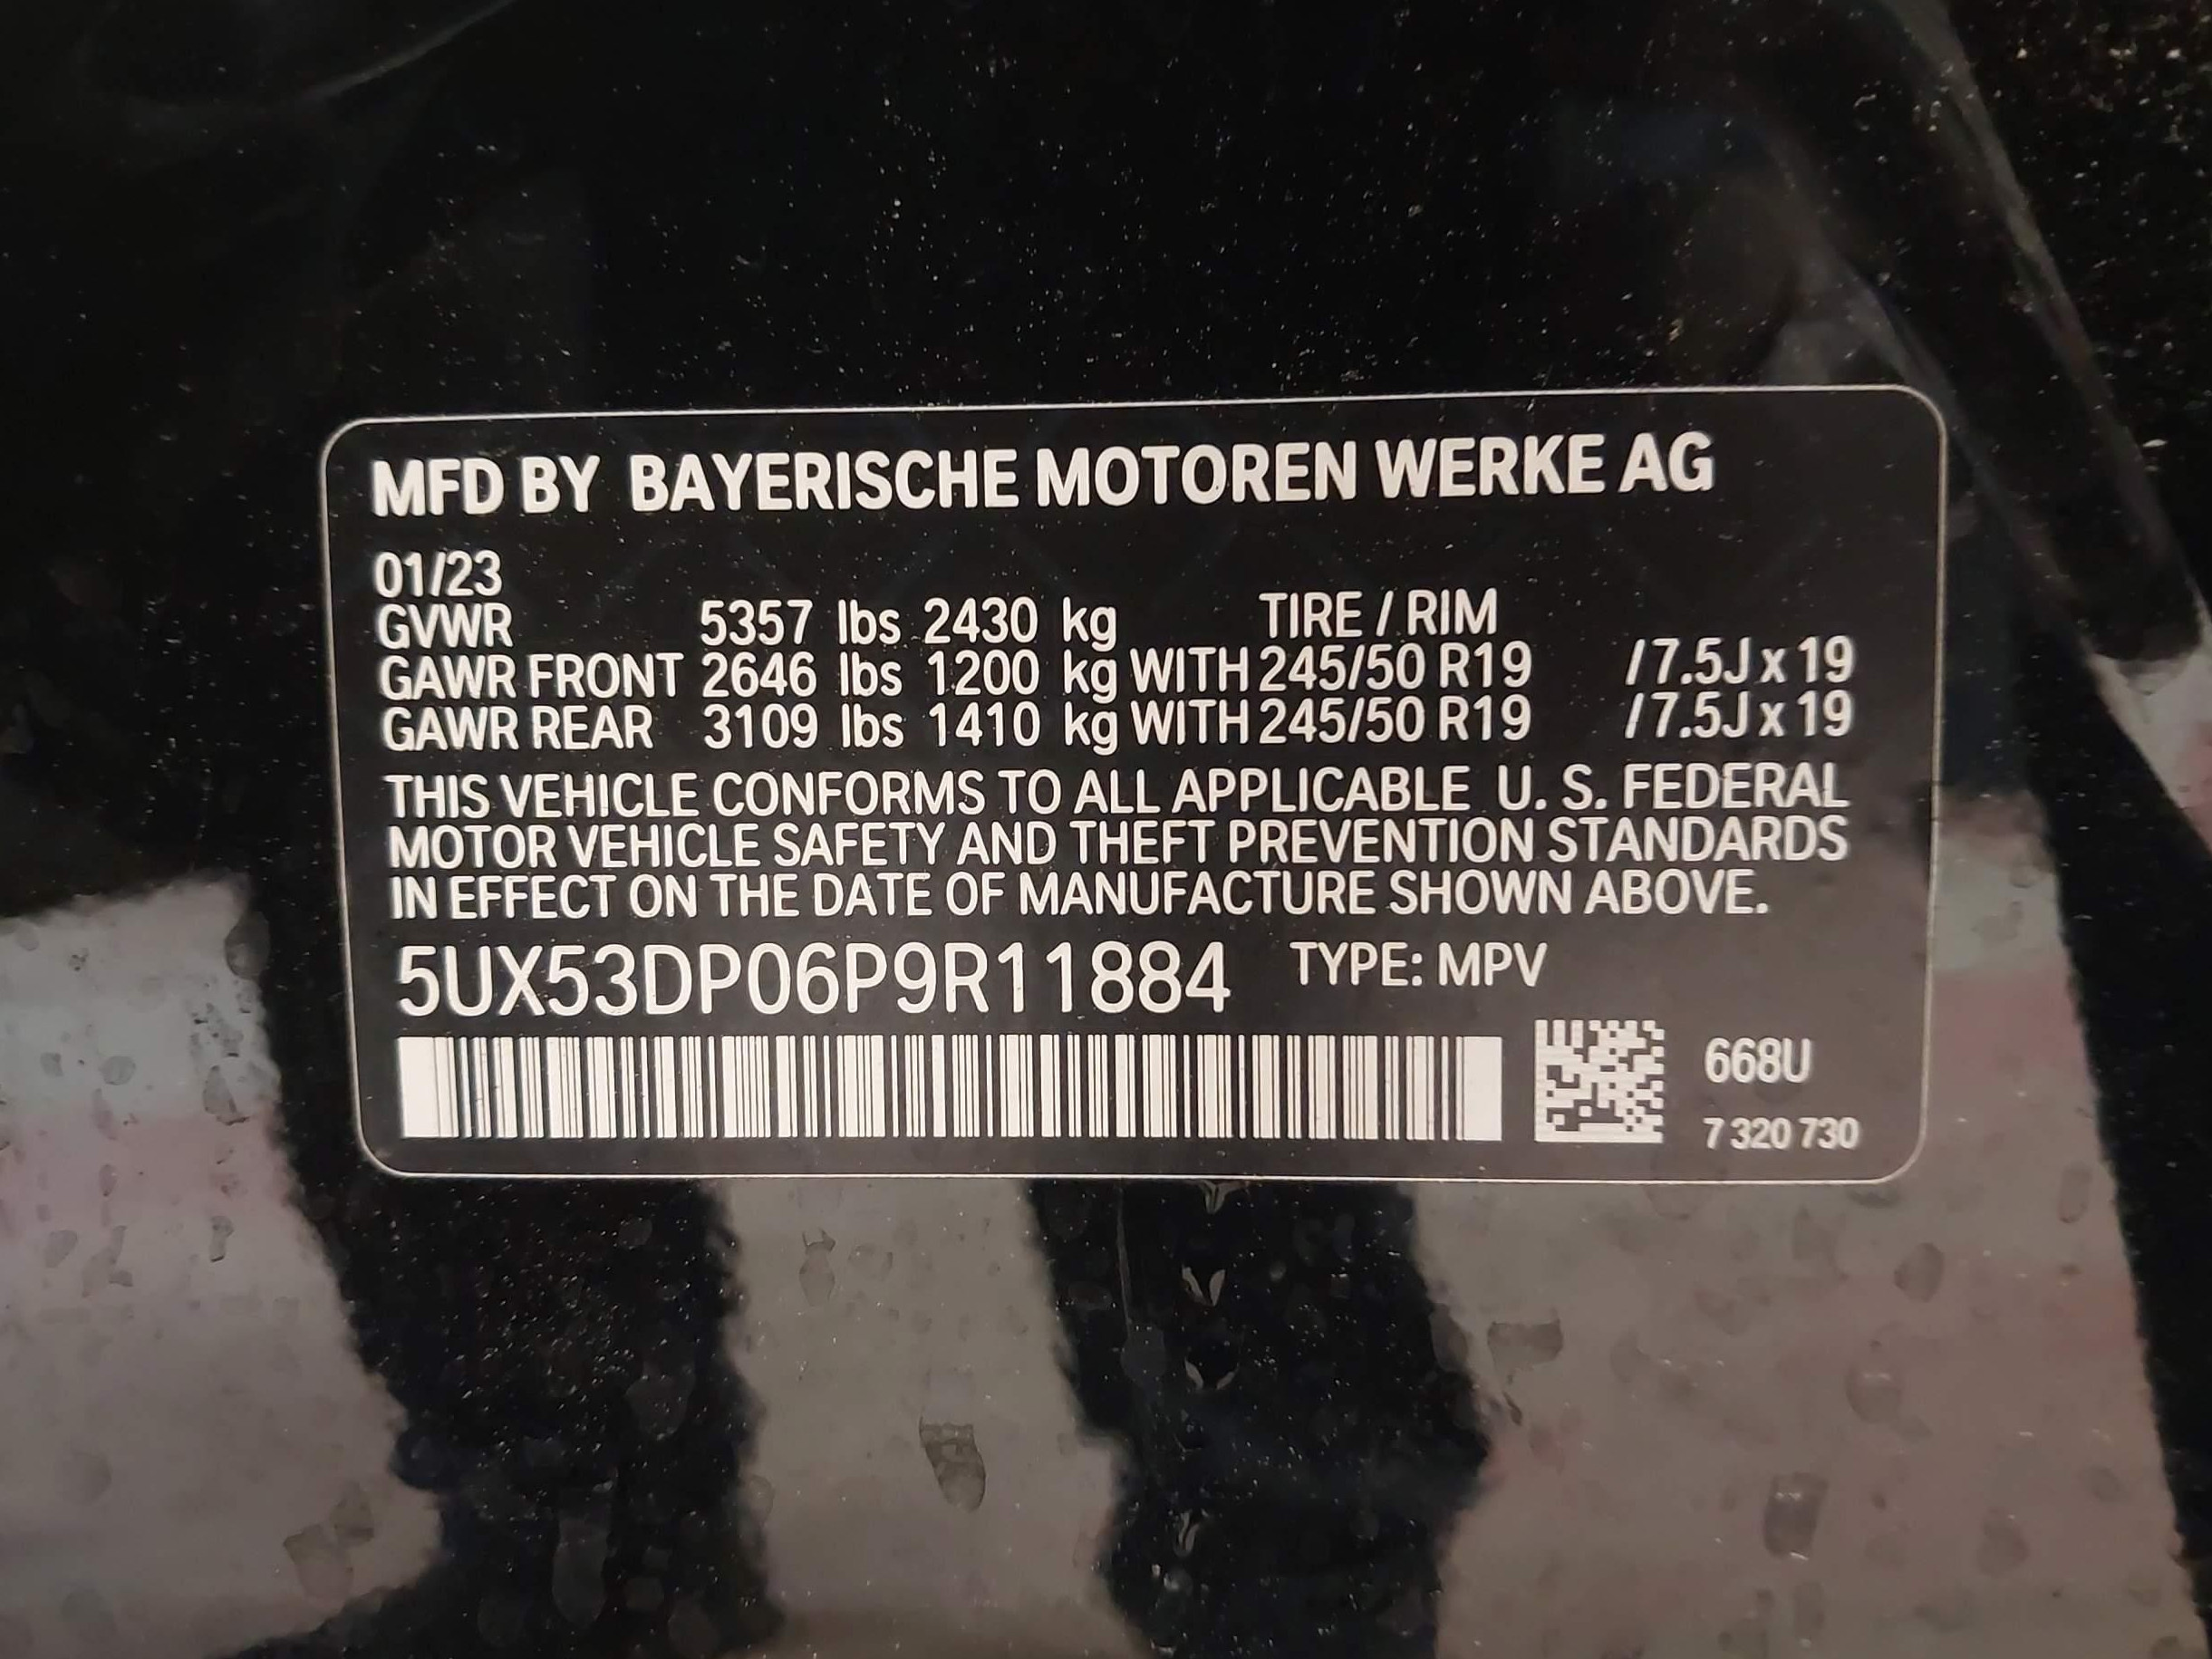 MFD BY BAYERISCHE MOTOREN WERKE AG
01/23
GVWR 5357 lbs 2430 kg TIRE / RIM
GAWR FRONT 2646 lbs 1200 kg WITH 245/50 R19 / 7.5J x 19
GAWR REAR 3109 lbs 1410 kg WITH 245/50 R19 / 7.5J x 19
THIS VEHICLE CONFORMS TO ALL APPLICABLE U. S. FEDERAL
MOTOR VEHICLE SAFETY AND THEFT PREVENTION STANDARDS
IN EFFECT ON THE DATE OF MANUFACTURE SHOWN ABOVE.
5UX53DP06P9R11884 TYPE: MPV
668U
7 320 730